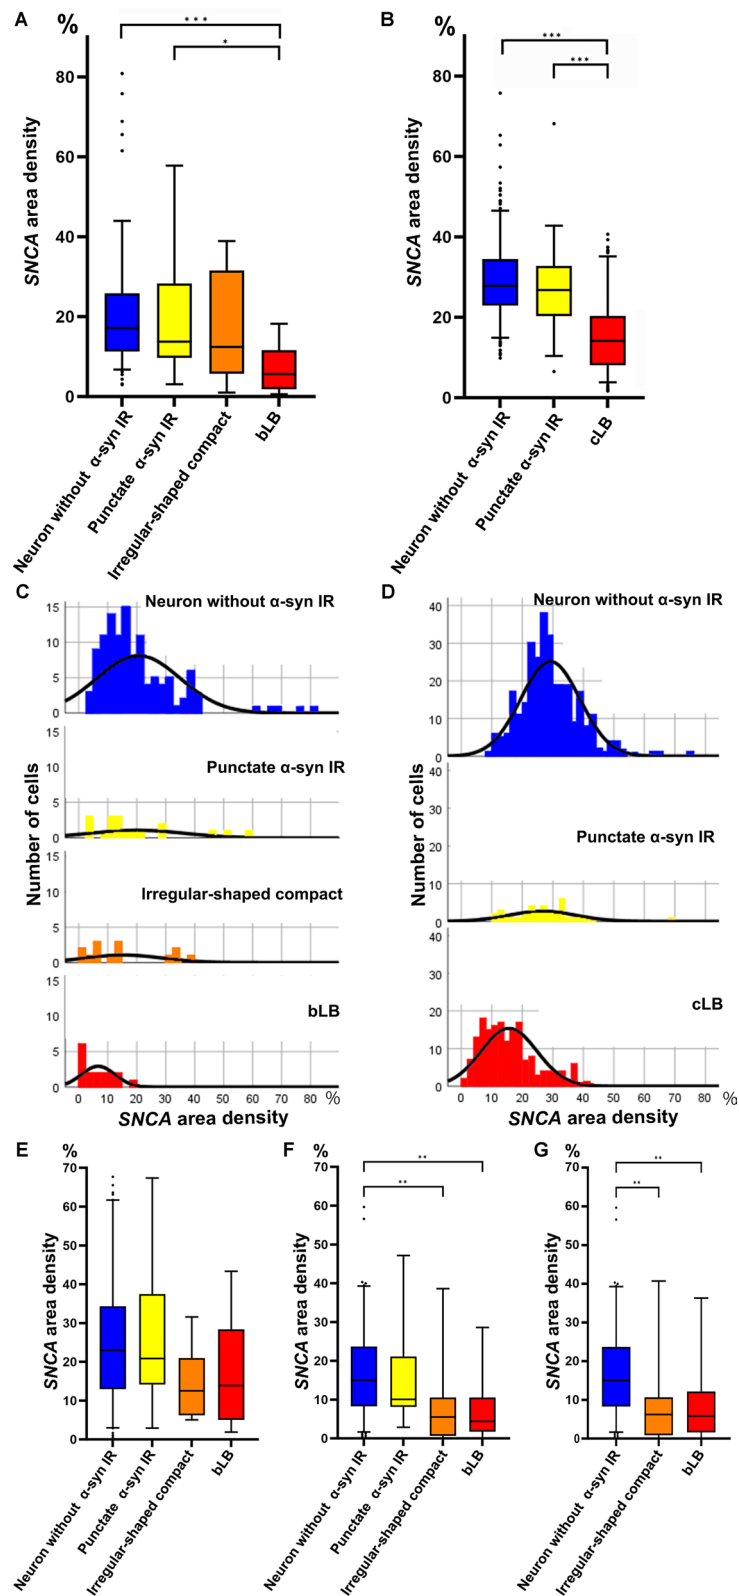 A
%
***
*
SNCA area density
80
60
40
20
0
Neuron without α-syn IR
Punctate α-syn IR
Irregular-shaped compact
bLB
B
%
***
***
SNCA area density
80
60
40
20
0
Neuron without α-syn IR
Punctate α-syn IR
cLB
C
Number of cells
Neuron without α-syn IR
15
10
5
0
Punctate α-syn IR
15
10
5
0
Irregular-shaped compact
15
10
5
0
bLB
15
10
5
0
0 20 40 60 80 %
SNCA area density
D
Number of cells
Neuron without α-syn IR
40
30
20
10
0
Punctate α-syn IR
40
30
20
10
0
cLB
40
30
20
10
0
0 10 20 30 40 50 60 70 80 %
SNCA area density
E
%
SNCA area density
70
60
50
40
30
20
10
0
Neuron without α-syn IR
Punctate α-syn IR
Irregular-shaped compact
bLB
F
%
**
**
SNCA area density
70
60
50
40
30
20
10
0
Neuron without α-syn IR
Punctate α-syn IR
Irregular-shaped compact
bLB
G
%
**
**
SNCA area density
70
60
50
40
30
20
10
0
Neuron without α-syn IR
Irregular-shaped compact
bLB